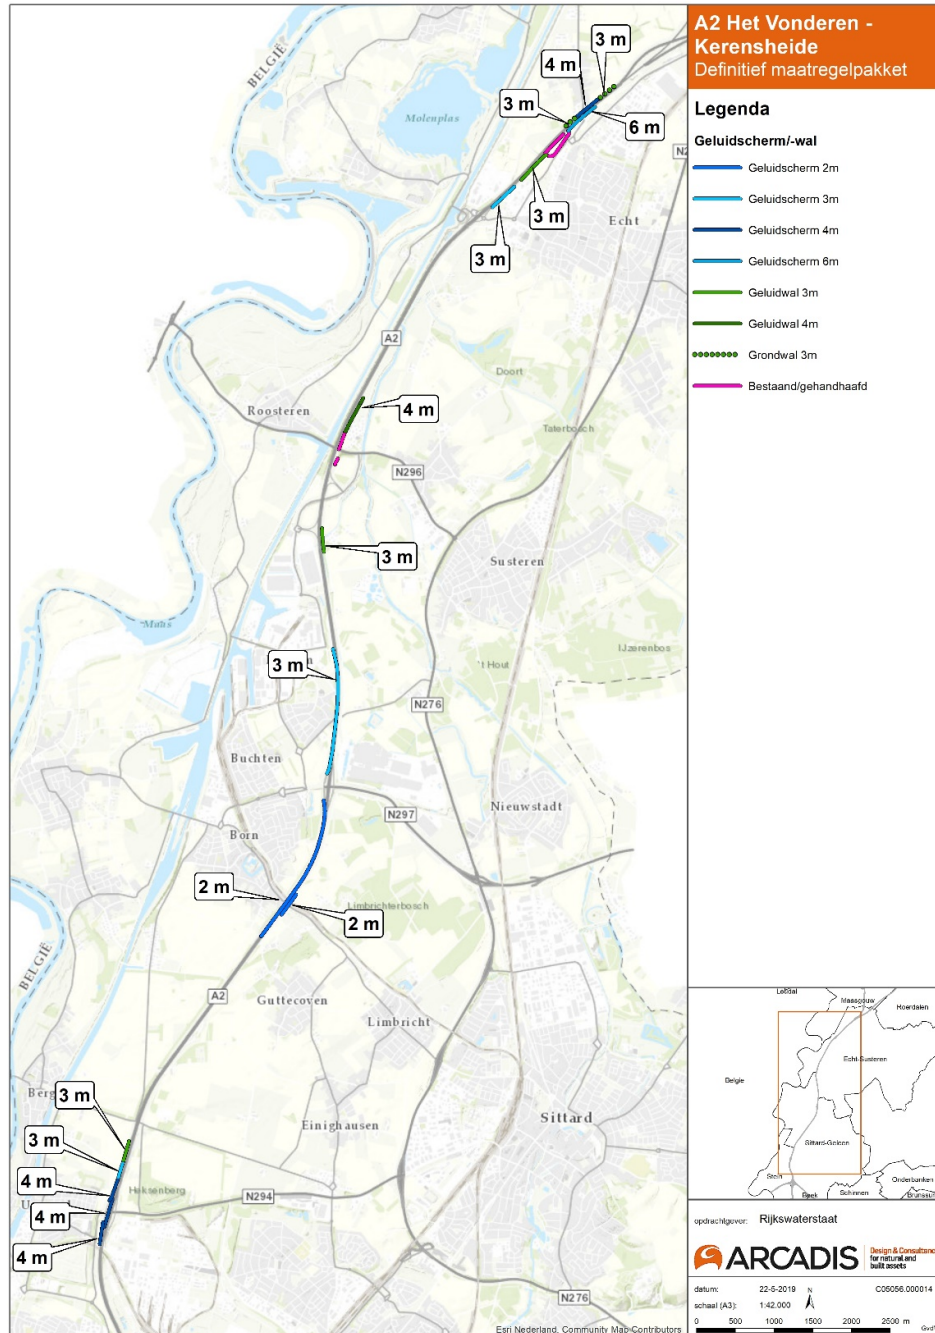 A2 Het Vonderen -
Kerensheide
Definitief maatregelpakket
Legenda
Geluidscherm/-wal
Geluidscherm 2m
Geluidscherm 3m
Geluidscherm 4m
Geluidscherm 6m
Geluidwal 3m
Geluidwal 4m
Grondwal 3m
Bestaand/gehandhaafd
BELGIË
Molenplas
3 m
4 m
3 m
6 m
3 m
3 m
Echt
A2
Doort
Roosteren
4 m
Taterbosch
N296
3 m
Susteren
Maas
IJzerenbos
't Hout
3 m
N276
Buchten
Nieuwstadt
N297
Born
2 m
2 m
Limbrichterbosch
BELGIË
A2
Guttecoven
Limbricht
3 m
Einighausen
Sittard
3 m
4 m
Heksenberg
N294
4 m
4 m
N276
Esri Nederland, Community Map Contributors
Leudal
Maasgouw
Roerdalen
Echt-Susteren
Belgie
Sittard-Geleen
Stein
Beek
Schinnen
Onderbanken
opdrachtgever: Rijkswaterstaat
ARCADIS
Design & Consultancy
for natural and
built assets
datum: 22-5-2019 N C05056.000014
schaal (A3): 1:42.000
0 500 1000 1500 2000 2500 m